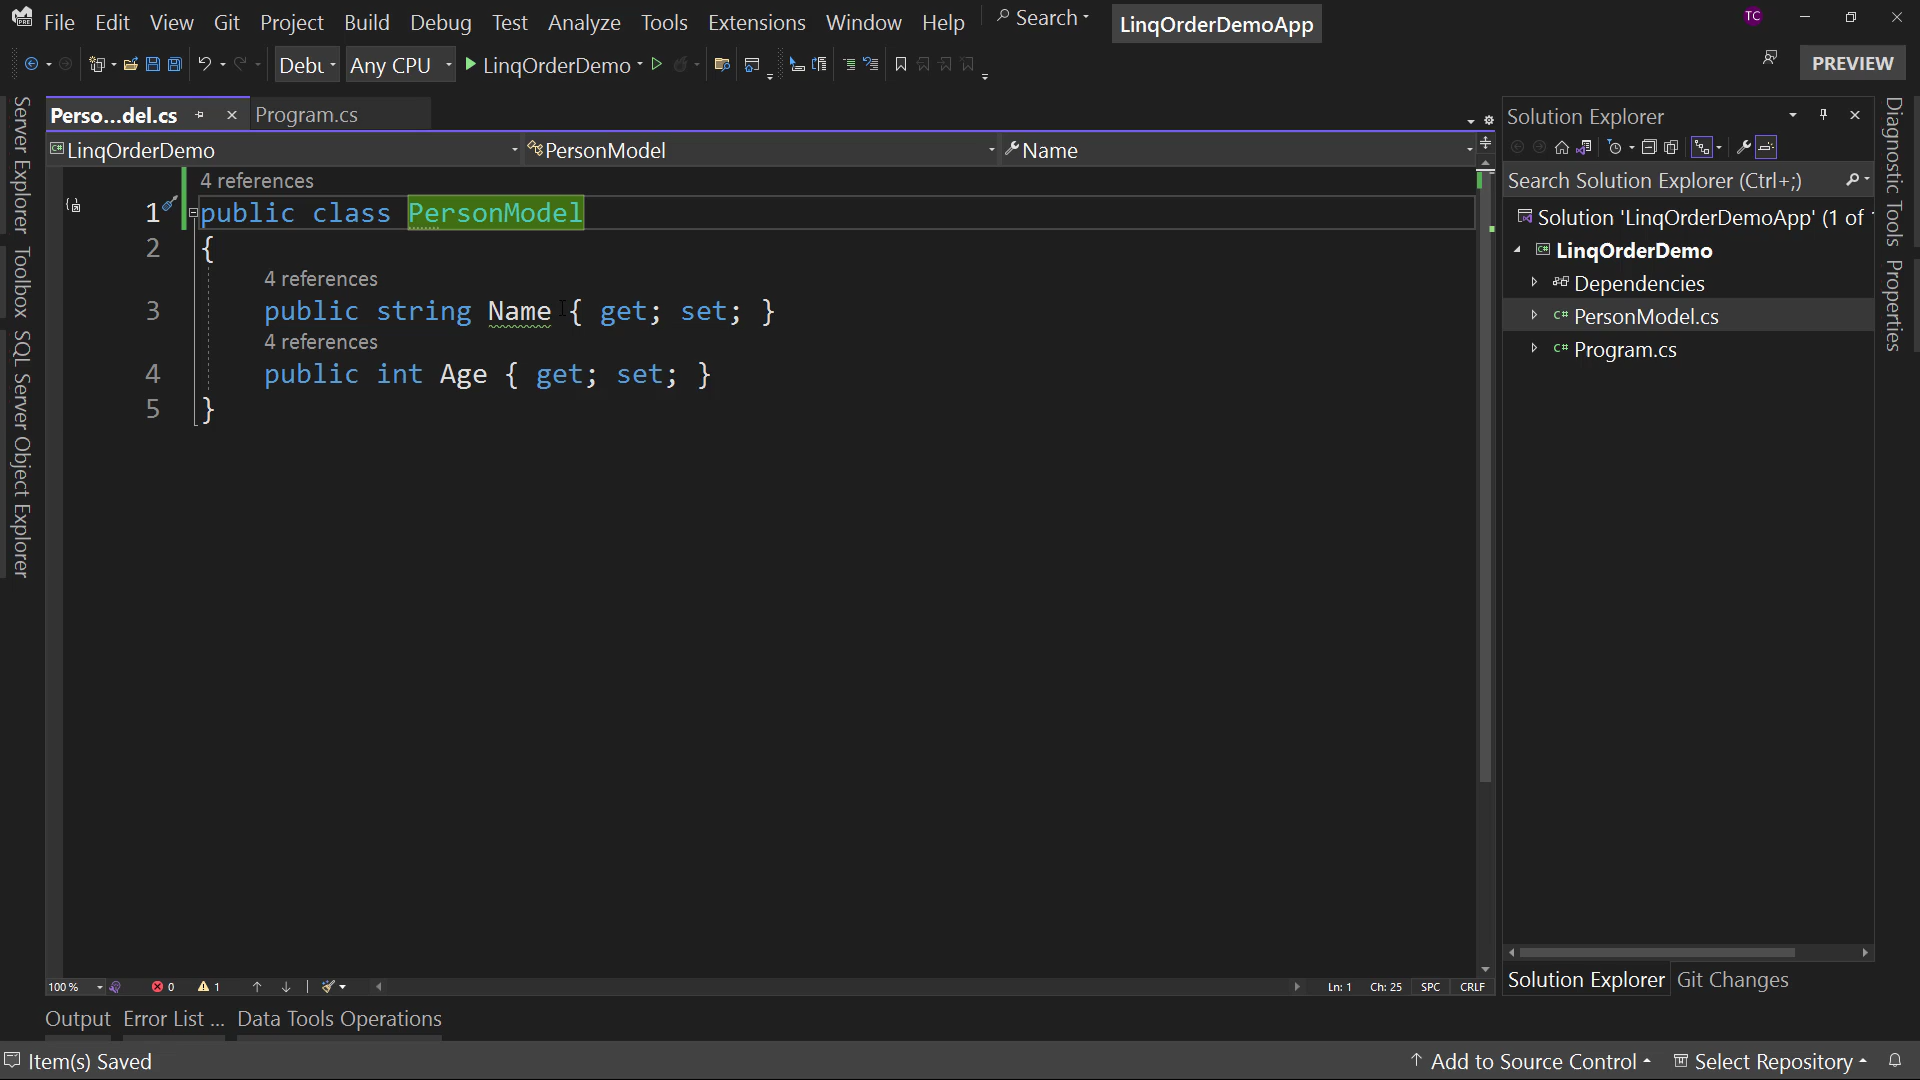 File Edit View Git Project Build Debug Test Analyze Tools Extensions Window Help Search LinqOrderDemoApp TC
Debu Any CPU LinqOrderDemo PREVIEW
Server Explorer
Toolbox
SQL Server Object Explorer
Perso...del.cs Program.cs
LinqOrderDemo PersonModel Name
4 references
1 public class PersonModel
2 {
4 references
3 public string Name { get; set; }
4 references
4 public int Age { get; set; }
5 }
100 % 0 1 Ln: 1 Ch: 25 SPC CRLF
Solution Explorer
Search Solution Explorer (Ctrl+;)
Solution 'LinqOrderDemoApp' (1 of
LinqOrderDemo
Dependencies
C# PersonModel.cs
C# Program.cs
Solution Explorer Git Changes
Diagnostic Tools
Properties
Output Error List ... Data Tools Operations
Item(s) Saved Add to Source Control Select Repository